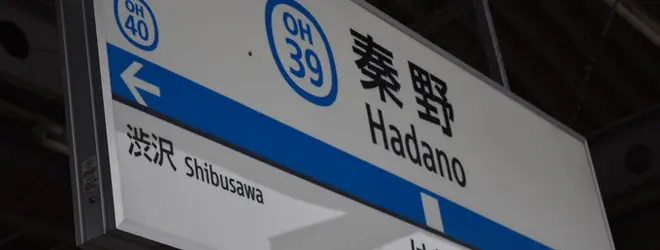 OH
40
OH
39
秦野
Hadano
渋沢 Shibusawa